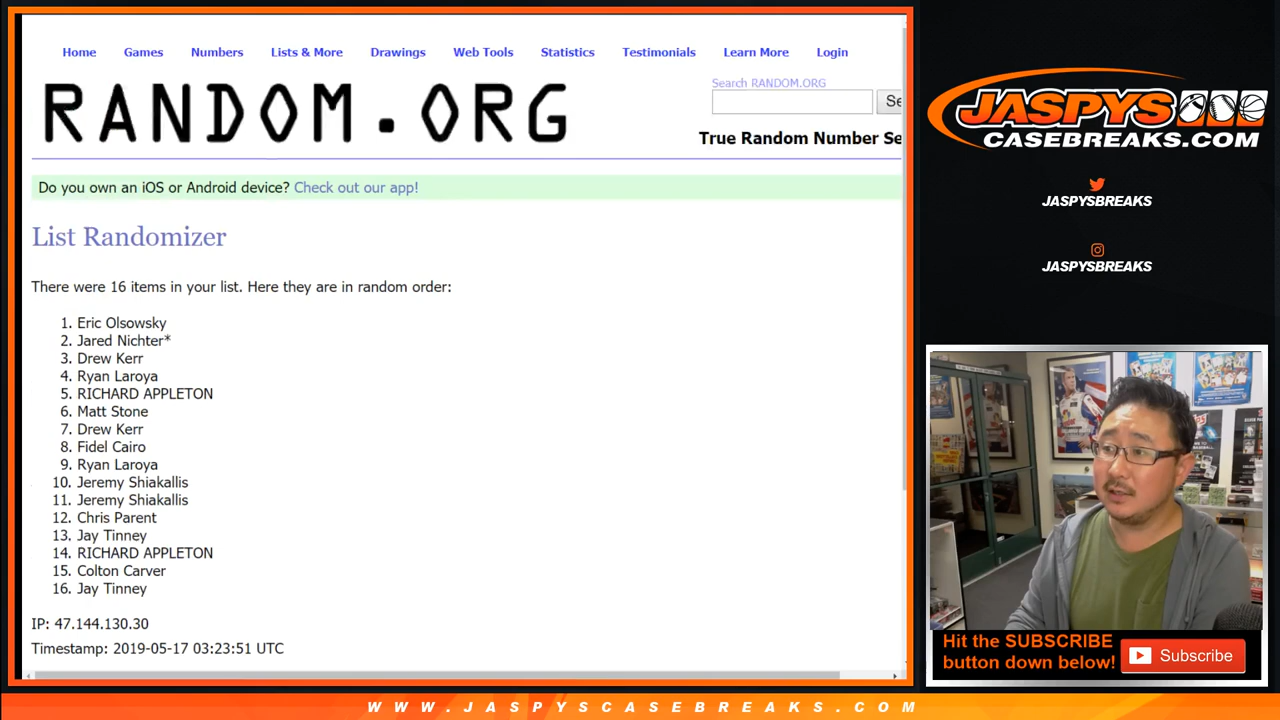 Home Games Numbers Lists & More Drawings Web Tools Statistics Testimonials Learn More Login
RANDOM.ORG
Search RANDOM.ORG
Se
True Random Number Se
Do you own an iOS or Android device? Check out our app!
List Randomizer
There were 16 items in your list. Here they are in random order:
1. Eric Olsowsky
2. Jared Nichter*
3. Drew Kerr
4. Ryan Laroya
5. RICHARD APPLETON
6. Matt Stone
7. Drew Kerr
8. Fidel Cairo
9. Ryan Laroya
10. Jeremy Shiakallis
11. Jeremy Shiakallis
12. Chris Parent
13. Jay Tinney
14. RICHARD APPLETON
15. Colton Carver
16. Jay Tinney
IP: 47.144.130.30
Timestamp: 2019-05-17 03:23:51 UTC
JASPYS
CASEBREAKS.COM
JASPYSBREAKS
JASPYSBREAKS
Hit the SUBSCRIBE
button down below!
Subscribe
WWW.JASPYSCASEBREAKS.COM